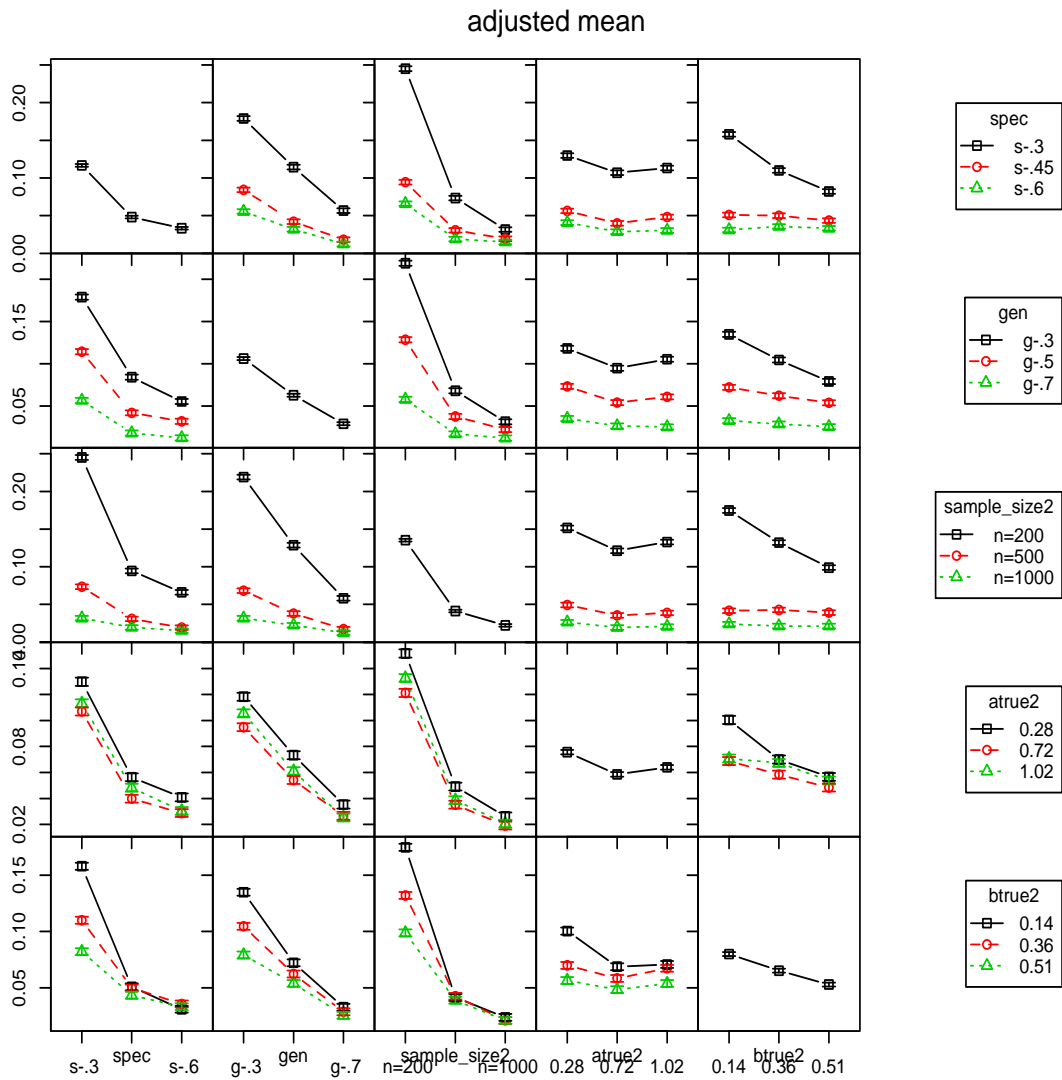 adjusted mean
0.20
0.10
0.00
spec
s-.3
s-.45
s-.6
0.15
0.05
gen
g-.3
g-.5
g-.7
0.20
0.10
0.00
sample_size2
n=200
n=500
n=1000
0.14
0.08
0.02
atrue2
0.28
0.72
1.02
0.15
0.10
0.05
btrue2
0.14
0.36
0.51
spec gen sample_size2 atrue2 btrue2
s-.3 s-.6 g-.3 g-.7 n=200 n=1000 0.28 0.72 1.02 0.14 0.36 0.51